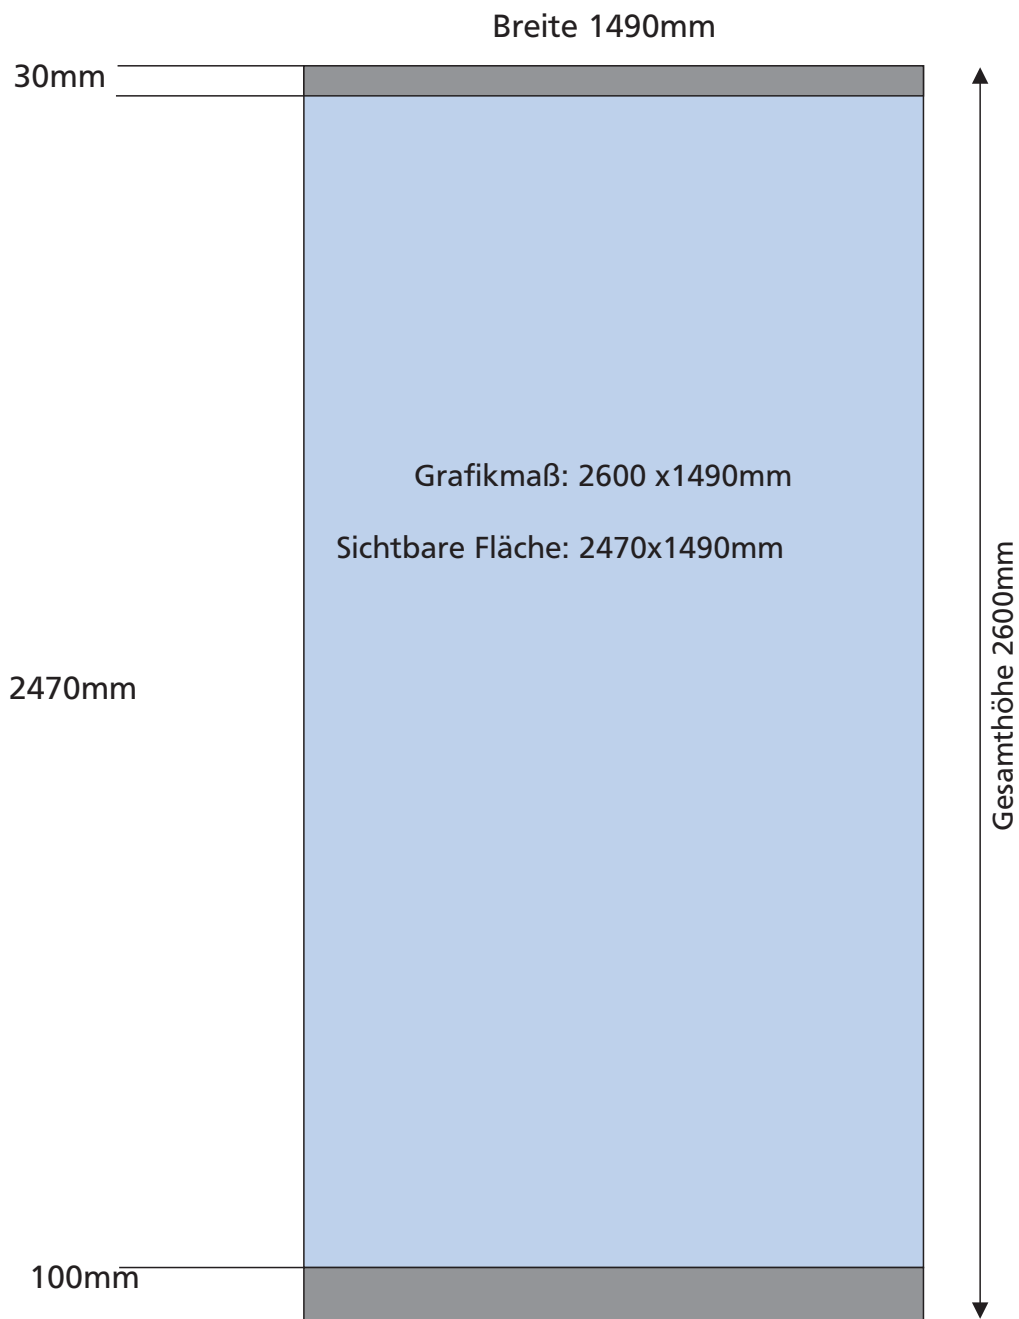 Breite 1490mm
30mm
Grafikmaß: 2600 x1490mm
Sichtbare Fläche: 2470x1490mm
2470mm
Gesamthöhe 2600mm
100mm